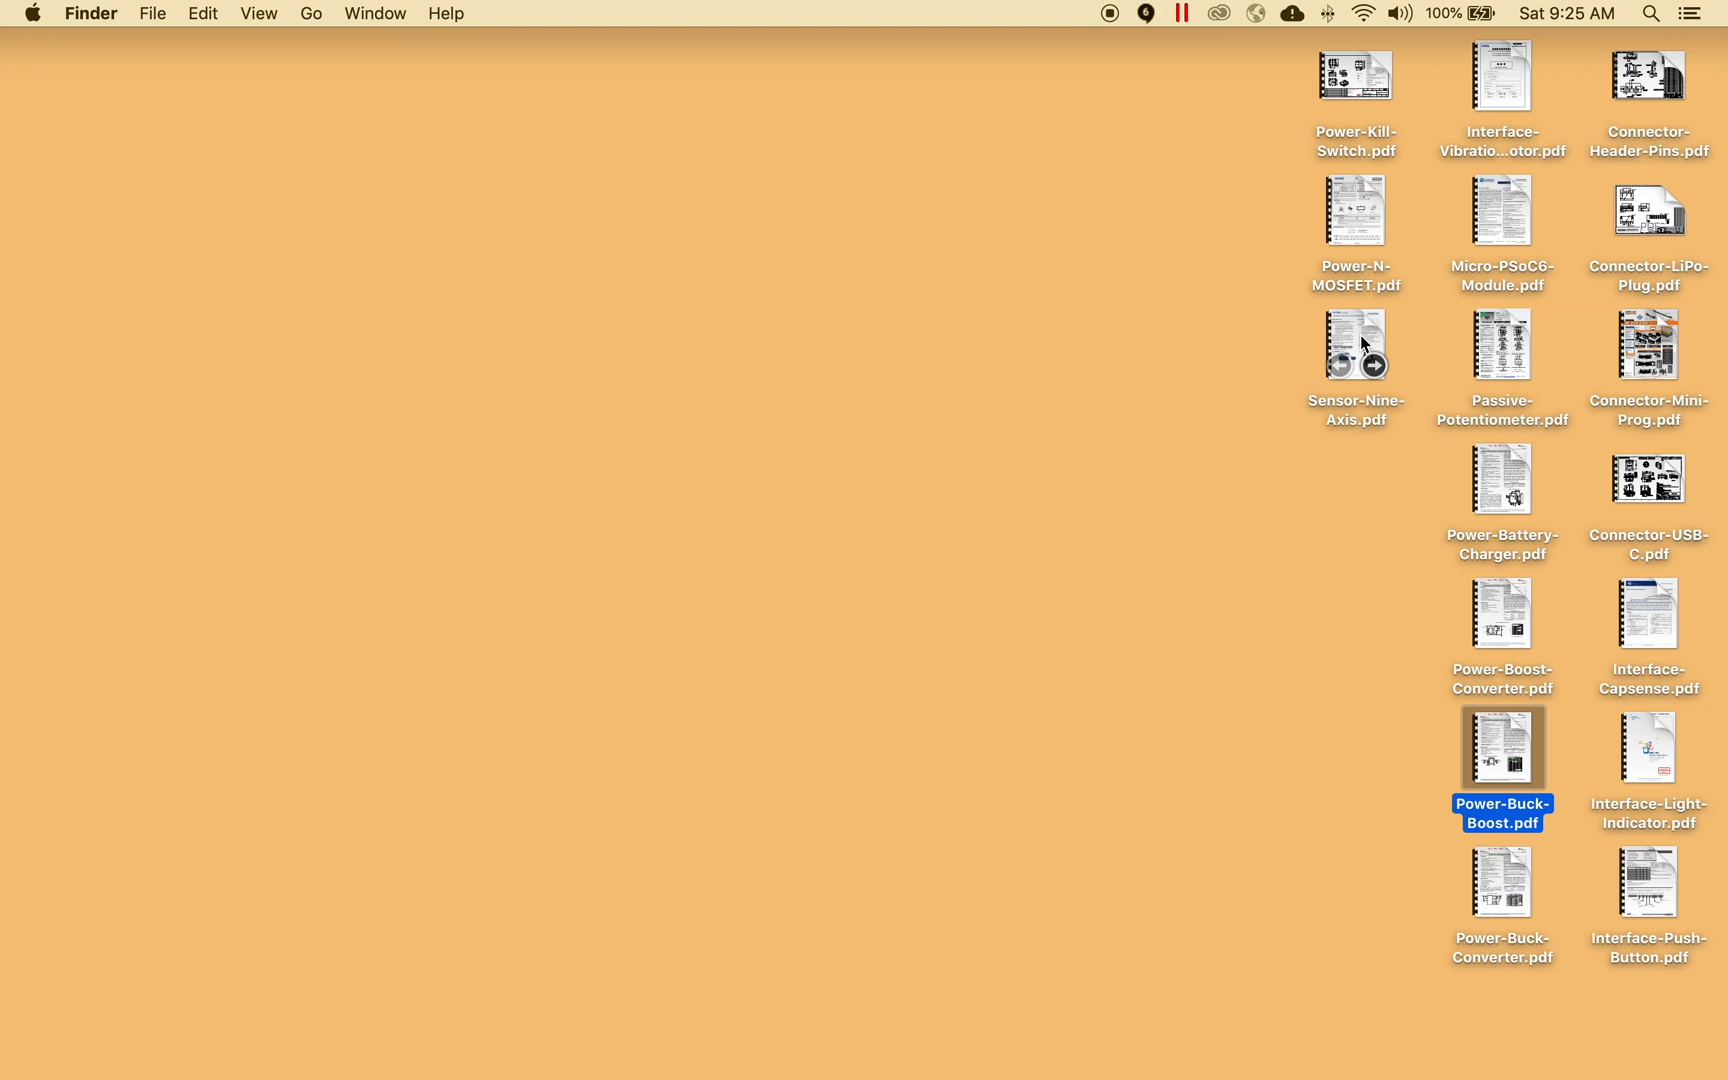 Finder File Edit View Go Window Help
6 100% Sat 9:25 AM
Power-Kill-
Switch.pdf
Interface-
Vibratio...otor.pdf
Connector-
Header-Pins.pdf
Power-N-
MOSFET.pdf
Micro-PSoC6-
Module.pdf
Connector-LiPo-
Plug.pdf
Sensor-Nine-
Axis.pdf
Passive-
Potentiometer.pdf
Connector-Mini-
Prog.pdf
Power-Battery-
Charger.pdf
Connector-USB-
C.pdf
Power-Boost-
Converter.pdf
Interface-
Capsense.pdf
Power-Buck-
Boost.pdf
Interface-Light-
Indicator.pdf
Power-Buck-
Converter.pdf
Interface-Push-
Button.pdf